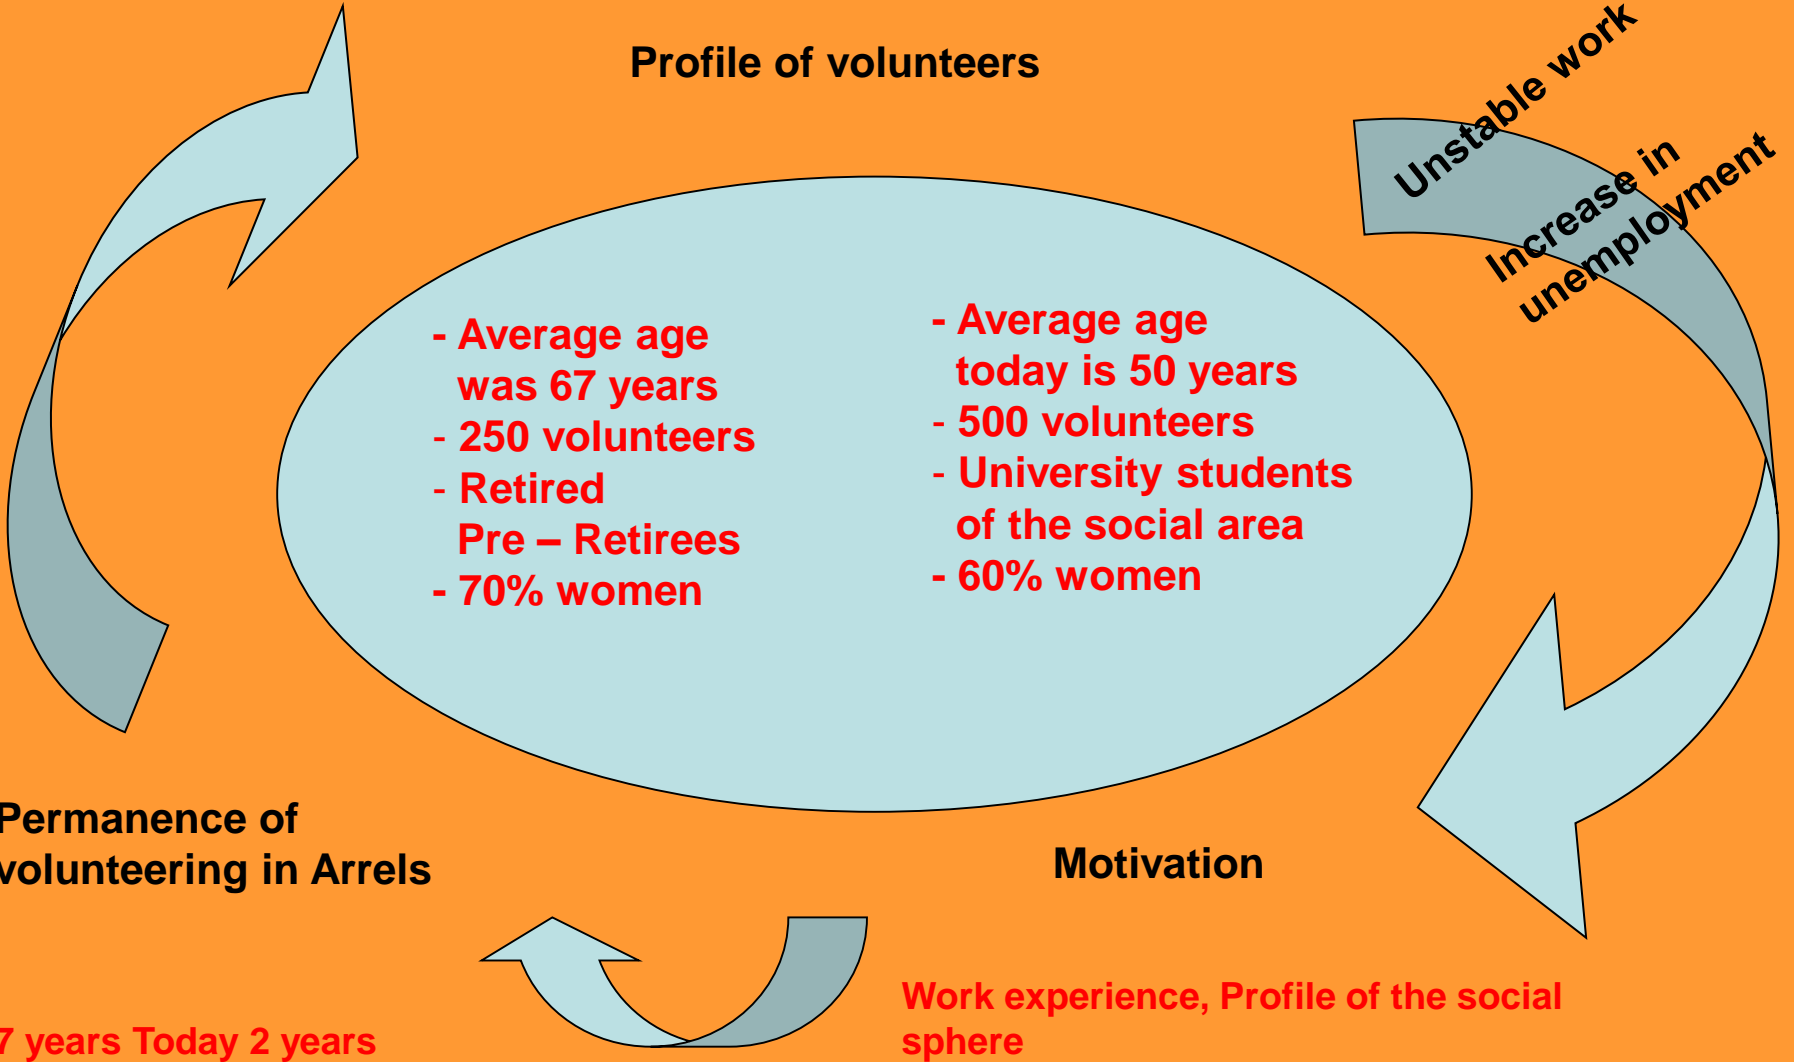 Profile of volunteers
Unstable work
Increase in
unemployment
- Average age
was 67 years
- 250 volunteers
- Retired
Pre – Retirees
- 70% women
- Average age
today is 50 years
- 500 volunteers
- University students
of the social area
- 60% women
Permanence of
volunteering in Arrels
7 years Today 2 years
Motivation
Work experience, Profile of the social
sphere